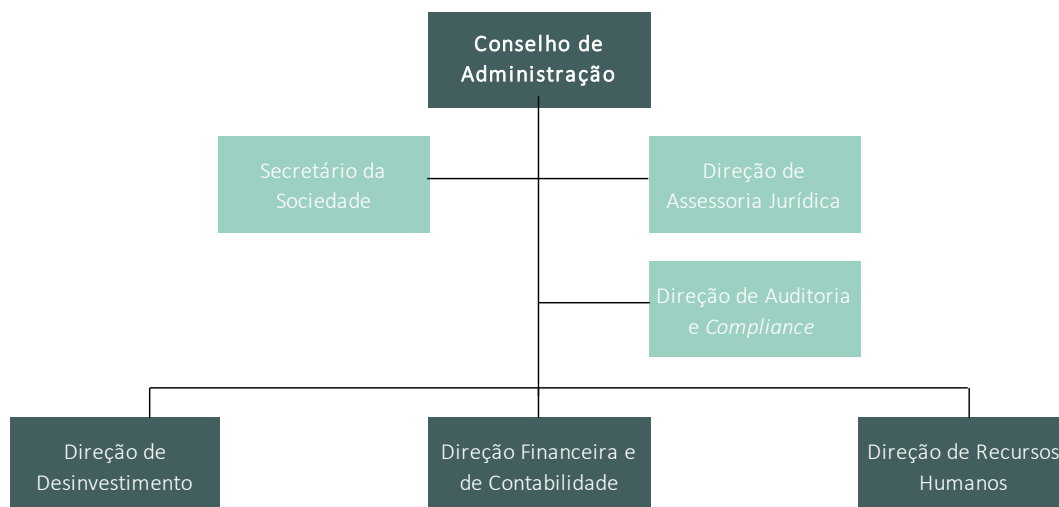 Conselho de
Administração
Secretário da
Sociedade
Direção de
Assessoria Jurídica
Direção de Auditoria
e Compliance
Direção de
Desinvestimento
Direção Financeira e
de Contabilidade
Direção de Recursos
Humanos